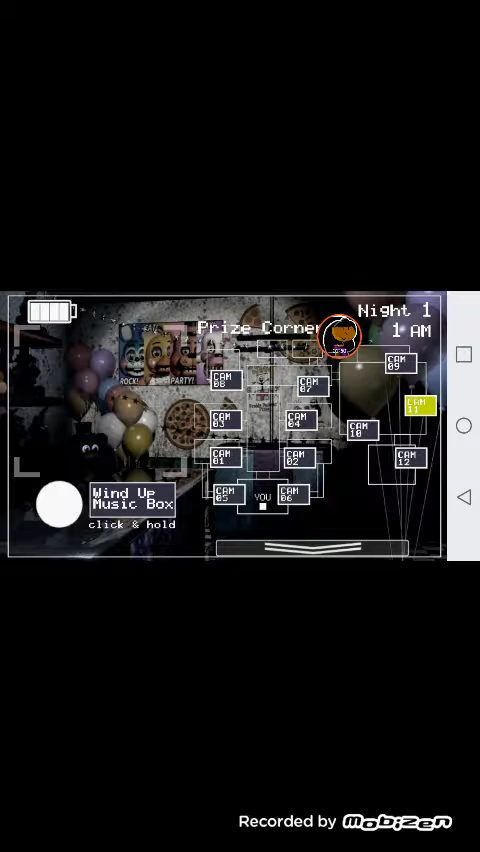 Night 1
Prize Corner
1 AM
CAM
09
CAM
08
CAM
07
CAM
11
CAM
03
CAM
04
CAM
10
CAM
01
CAM
02
CAM
12
CAM
05
YOU
CAM
06
Wind Up
Music Box
click & hold
ROCK!
PARTY!
Recorded by mobizen